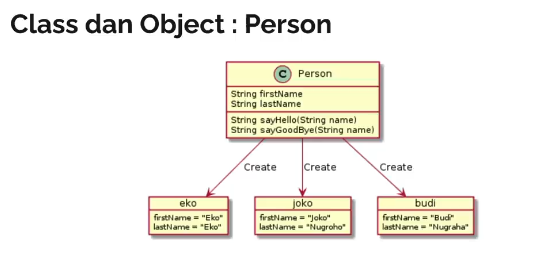 Class dan Object : Person
C Person
String firstName
String lastName
String sayHello(String name)
String sayGoodBye(String name)
Create
Create
Create
eko
firstName = "Eko"
lastName = "Eko"
joko
firstName = "Joko"
lastName = "Nugroho"
budi
firstName = "Budi"
lastName = "Nugraha"